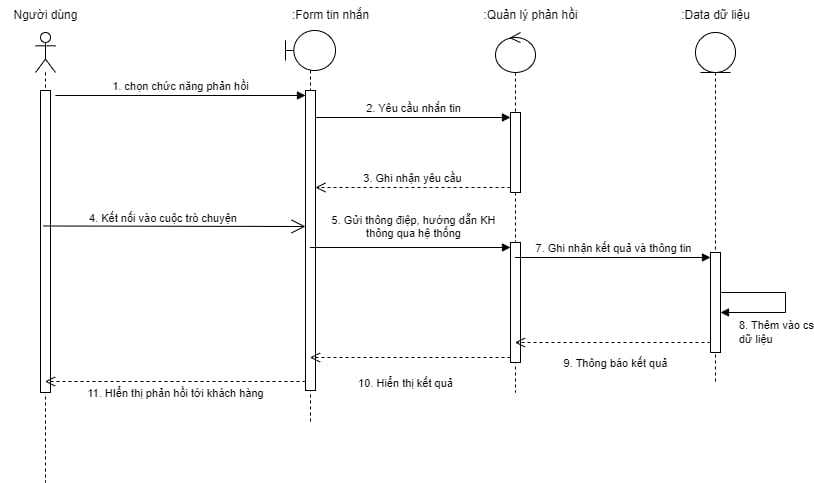 Người dùng
:Form tin nhắn
:Quản lý phản hồi
:Data dữ liệu
1. chọn chức năng phản hồi
2. Yêu cầu nhắn tin
3. Ghi nhận yêu cầu
4. Kết nối vào cuộc trò chuyện
5. Gửi thông điệp, hướng dẫn KH
thông qua hệ thống
7. Ghi nhận kết quả và thông tin
8. Thêm vào cs
dữ liệu
9. Thông báo kết quả
10. Hiển thị kết quả
11. HIển thị phản hồi tới khách hàng